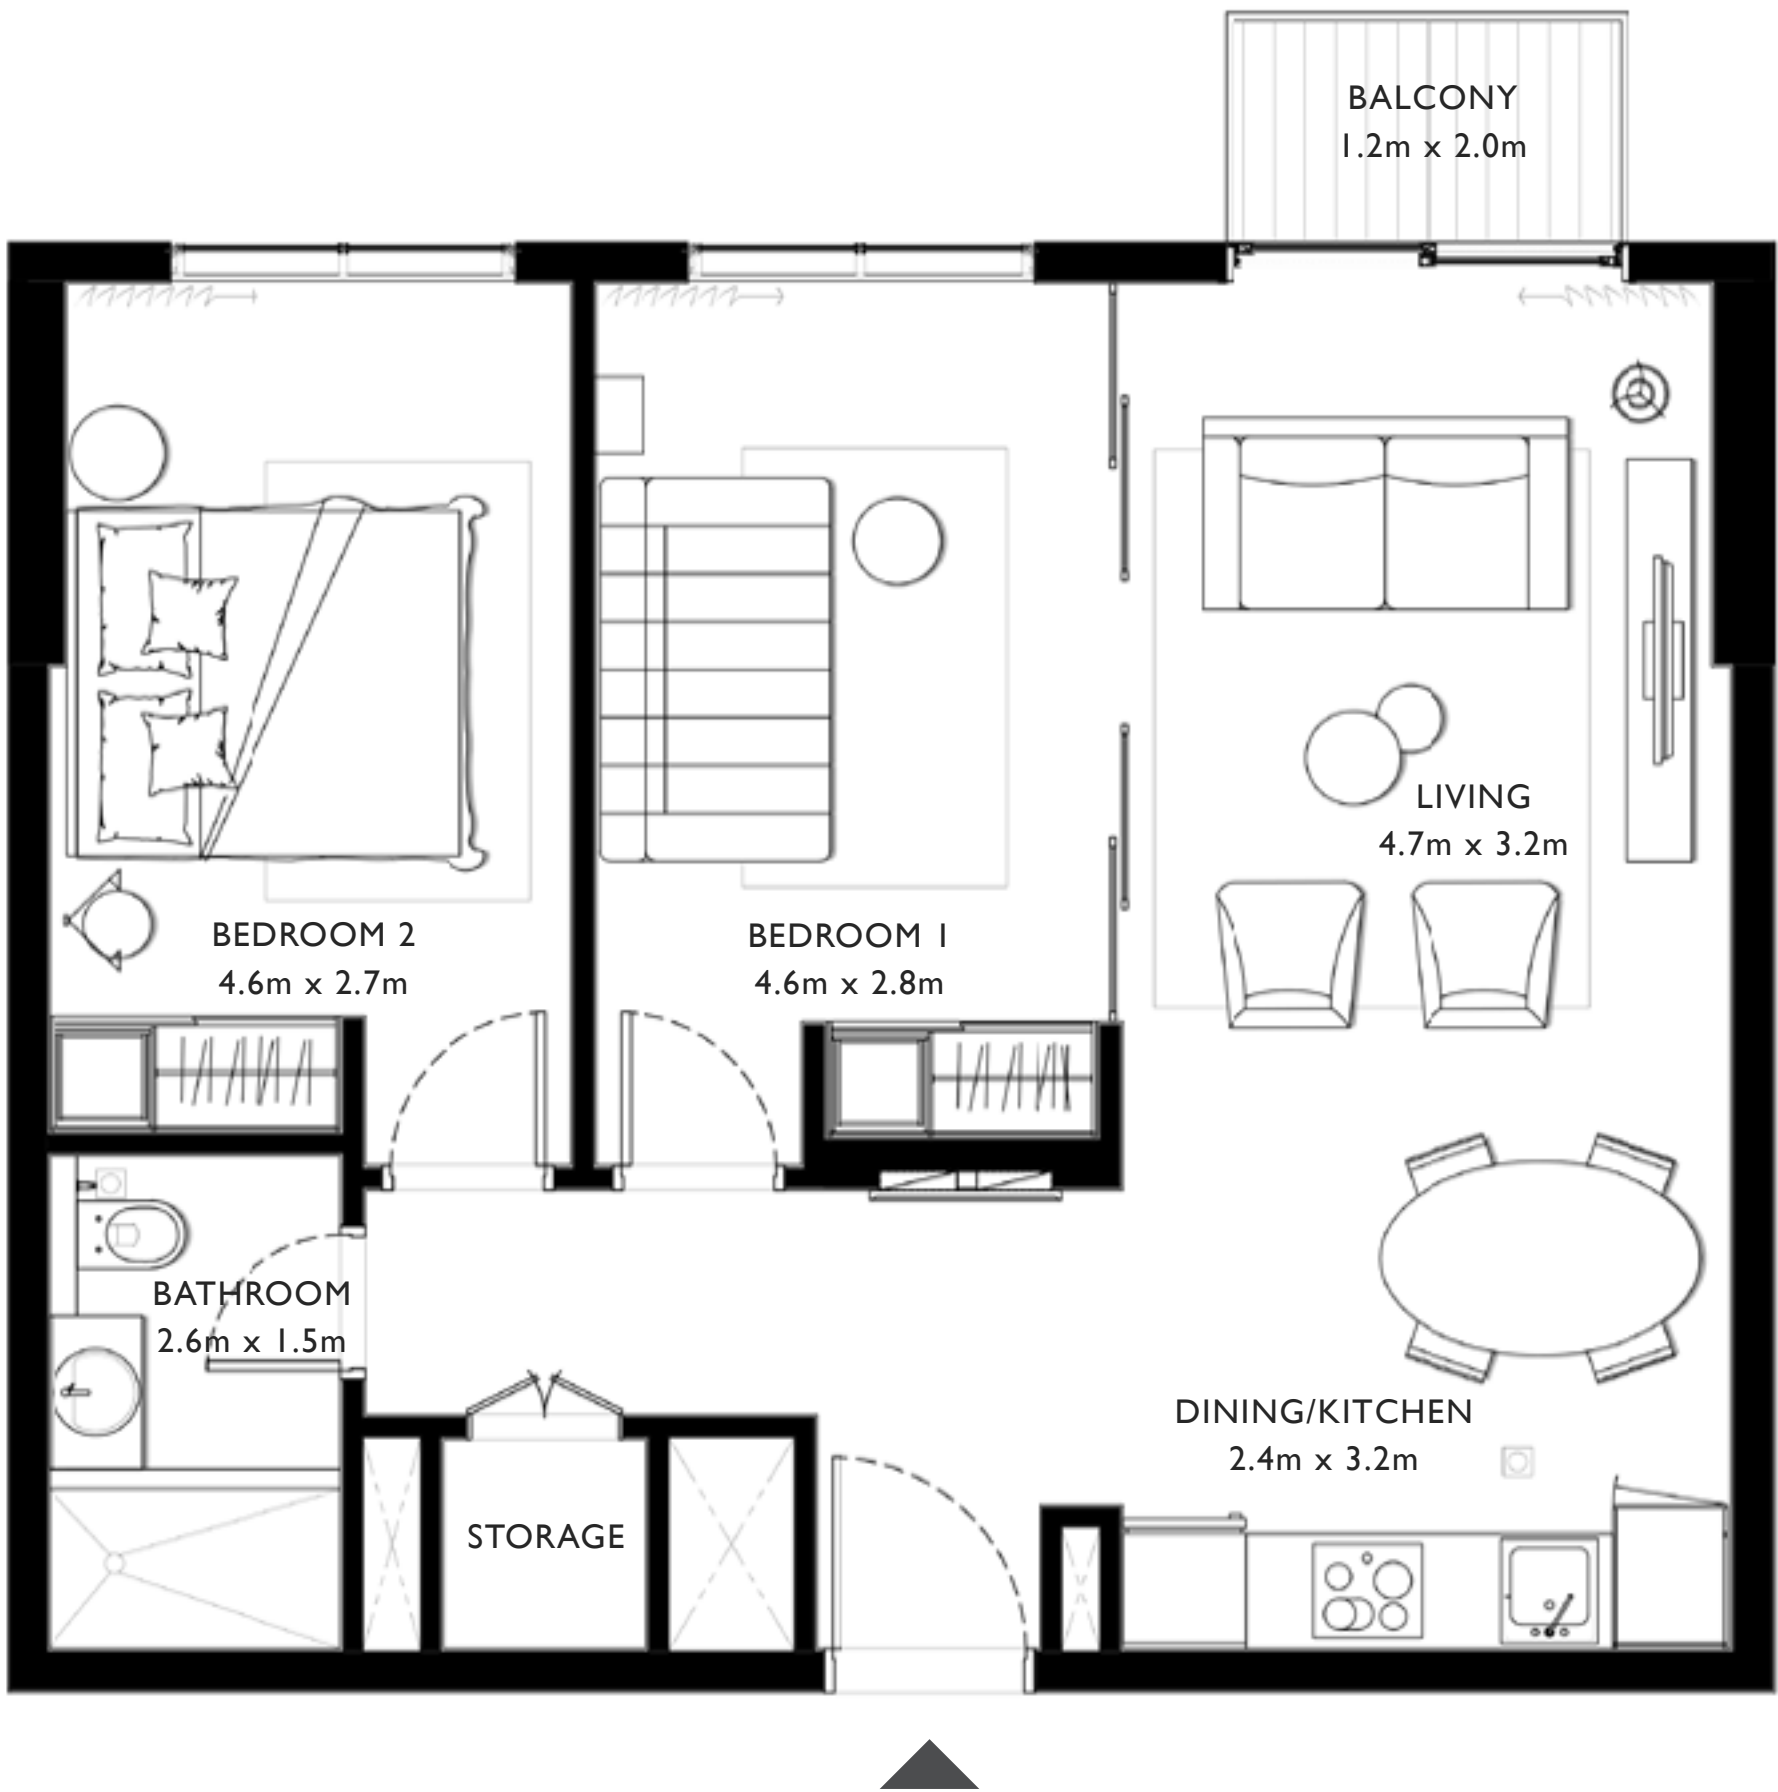 BALCONY
1.2m x 2.0m
LIVING
4.7m x 3.2m
BEDROOM 2
4.6m x 2.7m
BEDROOM 1
4.6m x 2.8m
BATHROOM
2.6m x 1.5m
DINING/KITCHEN
2.4m x 3.2m
STORAGE